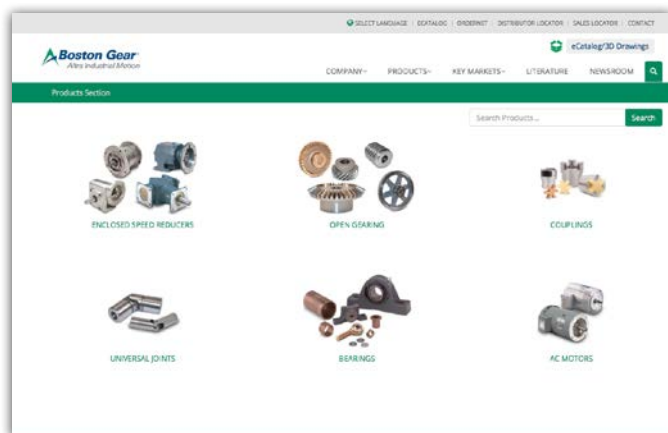 SELECT LANGUAGE | ECATALOG | ORDERNET | DISTRIBUTOR LOCATOR | SALES LOCATOR | CONTACT
eCatalog/3D Drawings
Boston Gear
Altra Industrial Motion
COMPANY PRODUCTS KEY MARKETS LITERATURE NEWSROOM
Products Section
Search Products... Search
ENCLOSED SPEED REDUCERS OPEN GEARING COUPLINGS
UNIVERSAL JOINTS BEARINGS AC MOTORS